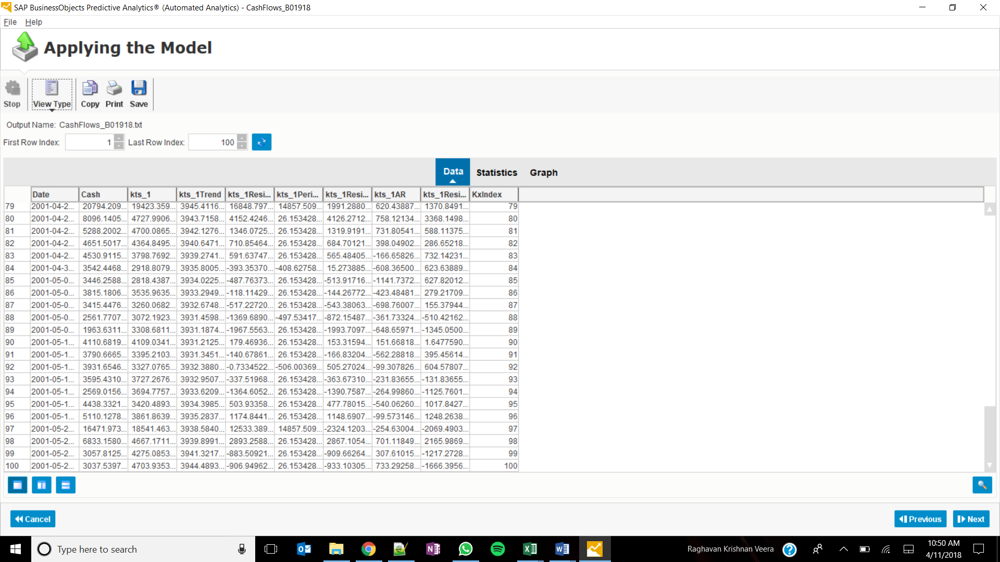 SAP BusinessObjects Predictive Analytics® (Automated Analytics) - CashFlows_B01918
File Help
Applying the Model
Stop View Type Copy Print Save
Output Name: CashFlows_B01918.txt
First Row Index: 1 Last Row Index: 100
Data Statistics Graph
Date Cash kts_1 kts_1Trend kts_1Resi... kts_1Peri... kts_1Resi... kts_1AR kts_1Resi... KxIndex
79 2001-04-2... 20794.209... 19423.359... 3945.4116... 16848.797... 14857.509... 1991.2880... 620.43887... 1370.8491... 79
80 2001-04-2... 8096.1405... 4727.9906... 3943.7158... 4152.4246... 26.153428... 4126.2712... 758.12134... 3368.1498... 80
81 2001-04-2... 5288.2002... 4700.0865... 3942.1276... 1346.0725... 26.153428... 1319.9191... 731.80541... 588.11375... 81
82 2001-04-2... 4651.5017... 4364.8495... 3940.6471... 710.85464... 26.153428... 684.70121... 398.04902... 286.65218... 82
83 2001-04-2... 4530.9115... 3798.7692... 3939.2741... 591.63747... 26.153428... 565.48405... -166.65826... 732.14231... 83
84 2001-04-3... 3542.4468... 2918.8079... 3935.8005... -393.35370... -408.62758... 15.273885... -608.36500... 623.63889... 84
85 2001-05-0... 3446.2588... 2818.4387... 3934.0225... -487.76373... 26.153428... -513.91716... -1141.7372... 627.82012... 85
86 2001-05-0... 3815.1806... 3535.9635... 3933.2949... -118.11429... 26.153428... -144.26772... -423.48481... 279.21709... 86
87 2001-05-0... 3415.4476... 3260.0682... 3932.6748... -517.22720... 26.153428... -543.38063... -698.76007... 155.37944... 87
88 2001-05-0... 2561.7707... 3072.1923... 3931.4598... -1369.6890... -497.53417... -872.15487... -361.73324... -510.42162... 88
89 2001-05-0... 1963.6311... 3308.6811... 3931.1874... -1967.5563... 26.153428... -1993.7097... -648.65971... -1345.0500... 89
90 2001-05-1... 4110.6819... 4109.0341... 3931.2125... 179.46936... 26.153428... 153.31594... 151.66818... 1.6477590... 90
91 2001-05-1... 3790.6665... 3395.2103... 3931.3451... -140.67861... 26.153428... -166.83204... -562.28818... 395.45614... 91
92 2001-05-1... 3931.6546... 3327.0765... 3932.3880... -0.7334522... -506.00369... 505.27024... -99.307826... 604.57807... 92
93 2001-05-1... 3595.4310... 3727.2676... 3932.9507... -337.51968... 26.153428... -363.67310... -231.83655... -131.83655... 93
94 2001-05-1... 2569.0156... 3694.7757... 3933.6209... -1364.6052... 26.153428... -1390.7587... -264.99860... -1125.7601... 94
95 2001-05-1... 4438.3321... 3420.4893... 3934.3985... 503.93358... 26.153428... 477.78015... -540.06260... 1017.8427... 95
96 2001-05-1... 5110.1278... 3861.8639... 3935.2837... 1174.8441... 26.153428... 1148.6907... -99.573146... 1248.2638... 96
97 2001-05-2... 16471.973... 18541.463... 3938.5840... 12533.389... 14857.509... -2324.1203... -254.63004... -2069.4903... 97
98 2001-05-2... 6833.1580... 4667.1711... 3939.8991... 2893.2588... 26.153428... 2867.1054... 701.11849... 2165.9869... 98
99 2001-05-2... 3057.8125... 4275.0853... 3941.3217... -883.50921... 26.153428... -909.66264... 307.61015... -1217.2728... 99
100 2001-05-2... 3037.5397... 4703.9353... 3944.4893... -906.94962... 26.153428... -933.10305... 733.29258... -1666.3956... 100
Cancel Previous Next
Type here to search Raghavan Krishnan Veera 10:50 AM
4/11/2018